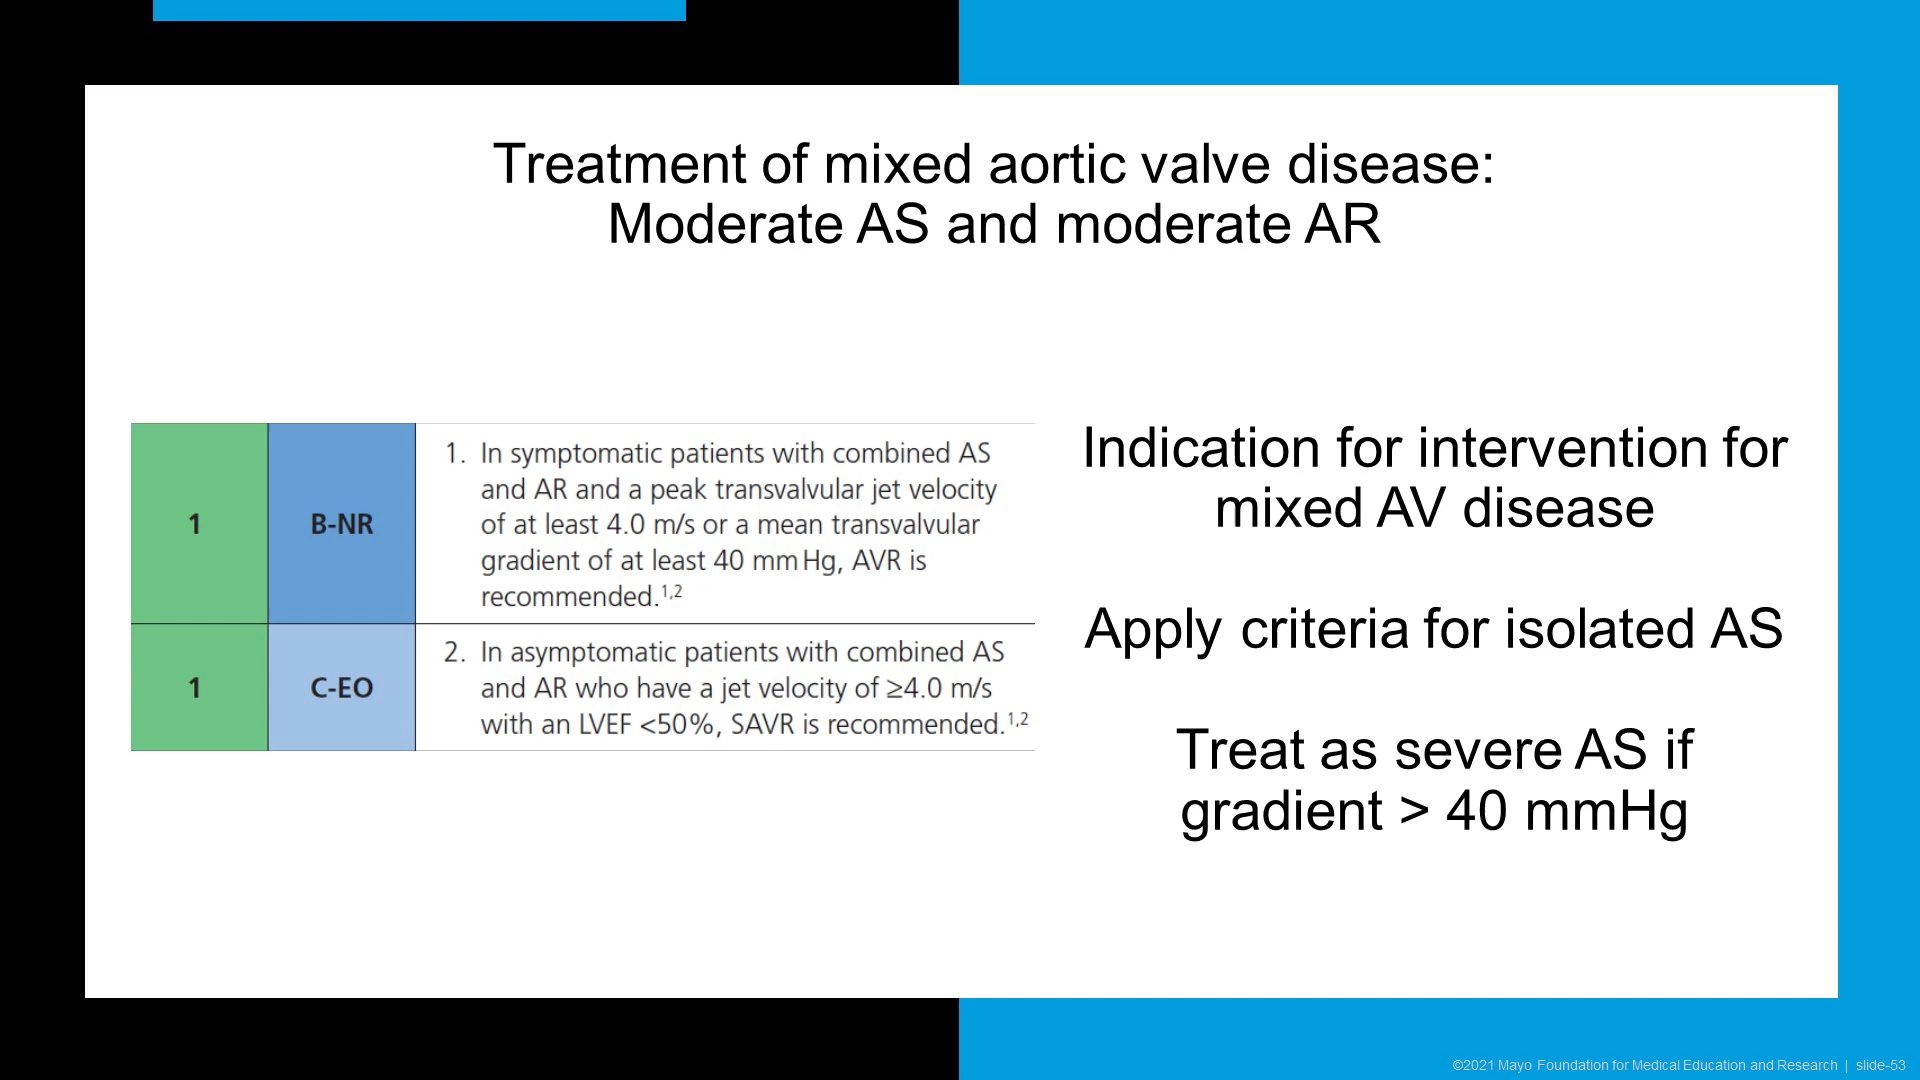 Treatment of mixed aortic valve disease:
Moderate AS and moderate AR
1
B-NR
1. In symptomatic patients with combined AS
and AR and a peak transvalvular jet velocity
of at least 4.0 m/s or a mean transvalvular
gradient of at least 40 mm Hg, AVR is
recommended.1,2
1
C-EO
2. In asymptomatic patients with combined AS
and AR who have a jet velocity of ≥4.0 m/s
with an LVEF <50%, SAVR is recommended.1,2
Indication for intervention for
mixed AV disease
Apply criteria for isolated AS
Treat as severe AS if
gradient > 40 mmHg
©2021 Mayo Foundation for Medical Education and Research | slide-53